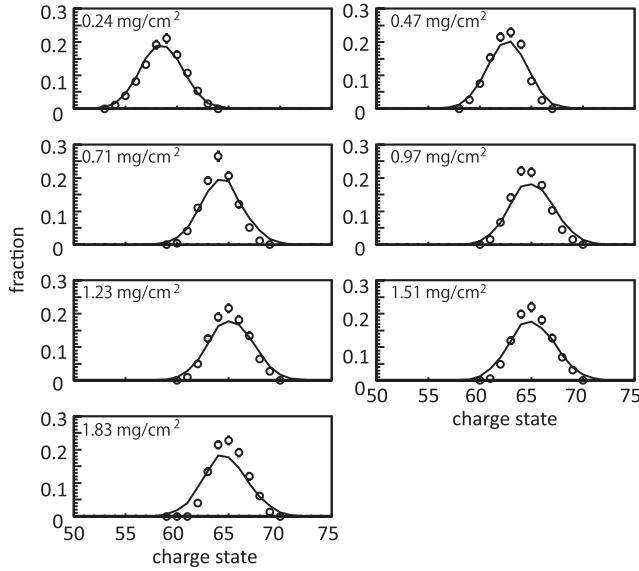 0.3
0.24 mg/cm²
0.2
0.1
0
0.47 mg/cm²
0.3
0.2
0.1
0
0.3
0.71 mg/cm²
0.2
0.1
0
0.97 mg/cm²
0.3
0.2
0.1
0
fraction
0.3
1.23 mg/cm²
0.2
0.1
0
1.51 mg/cm²
0.3
0.2
0.1
0
50 55 60 65 70 75
charge state
0.3
1.83 mg/cm²
0.2
0.1
0
50 55 60 65 70 75
charge state